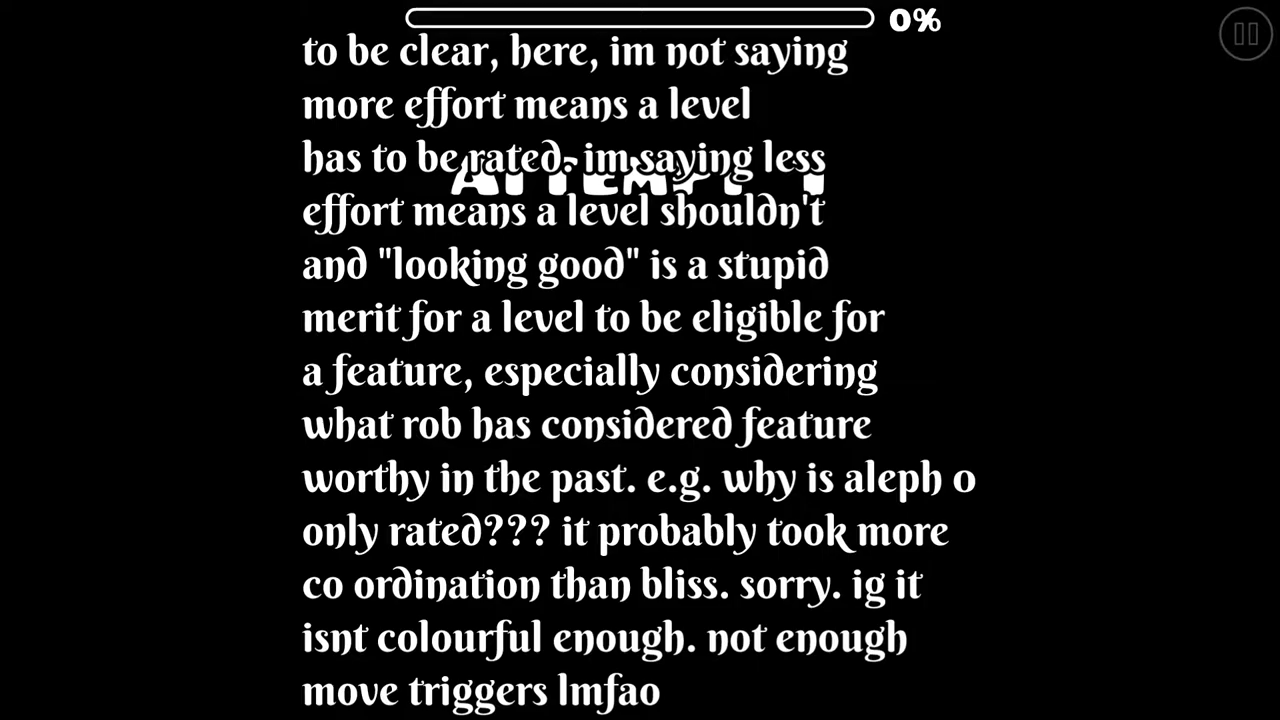 0%
to be clear, here, im not saying
more effort means a level
has to be rated. im saying less
ATTEMPT 1
effort means a level shouldn't
and "looking good" is a stupid
merit for a level to be eligible for
a feature, especially considering
what rob has considered feature
worthy in the past. e.g. why is aleph 0
only rated??? it probably took more
co ordination than bliss. sorry. ig it
isnt colourful enough. not enough
move triggers lmfao